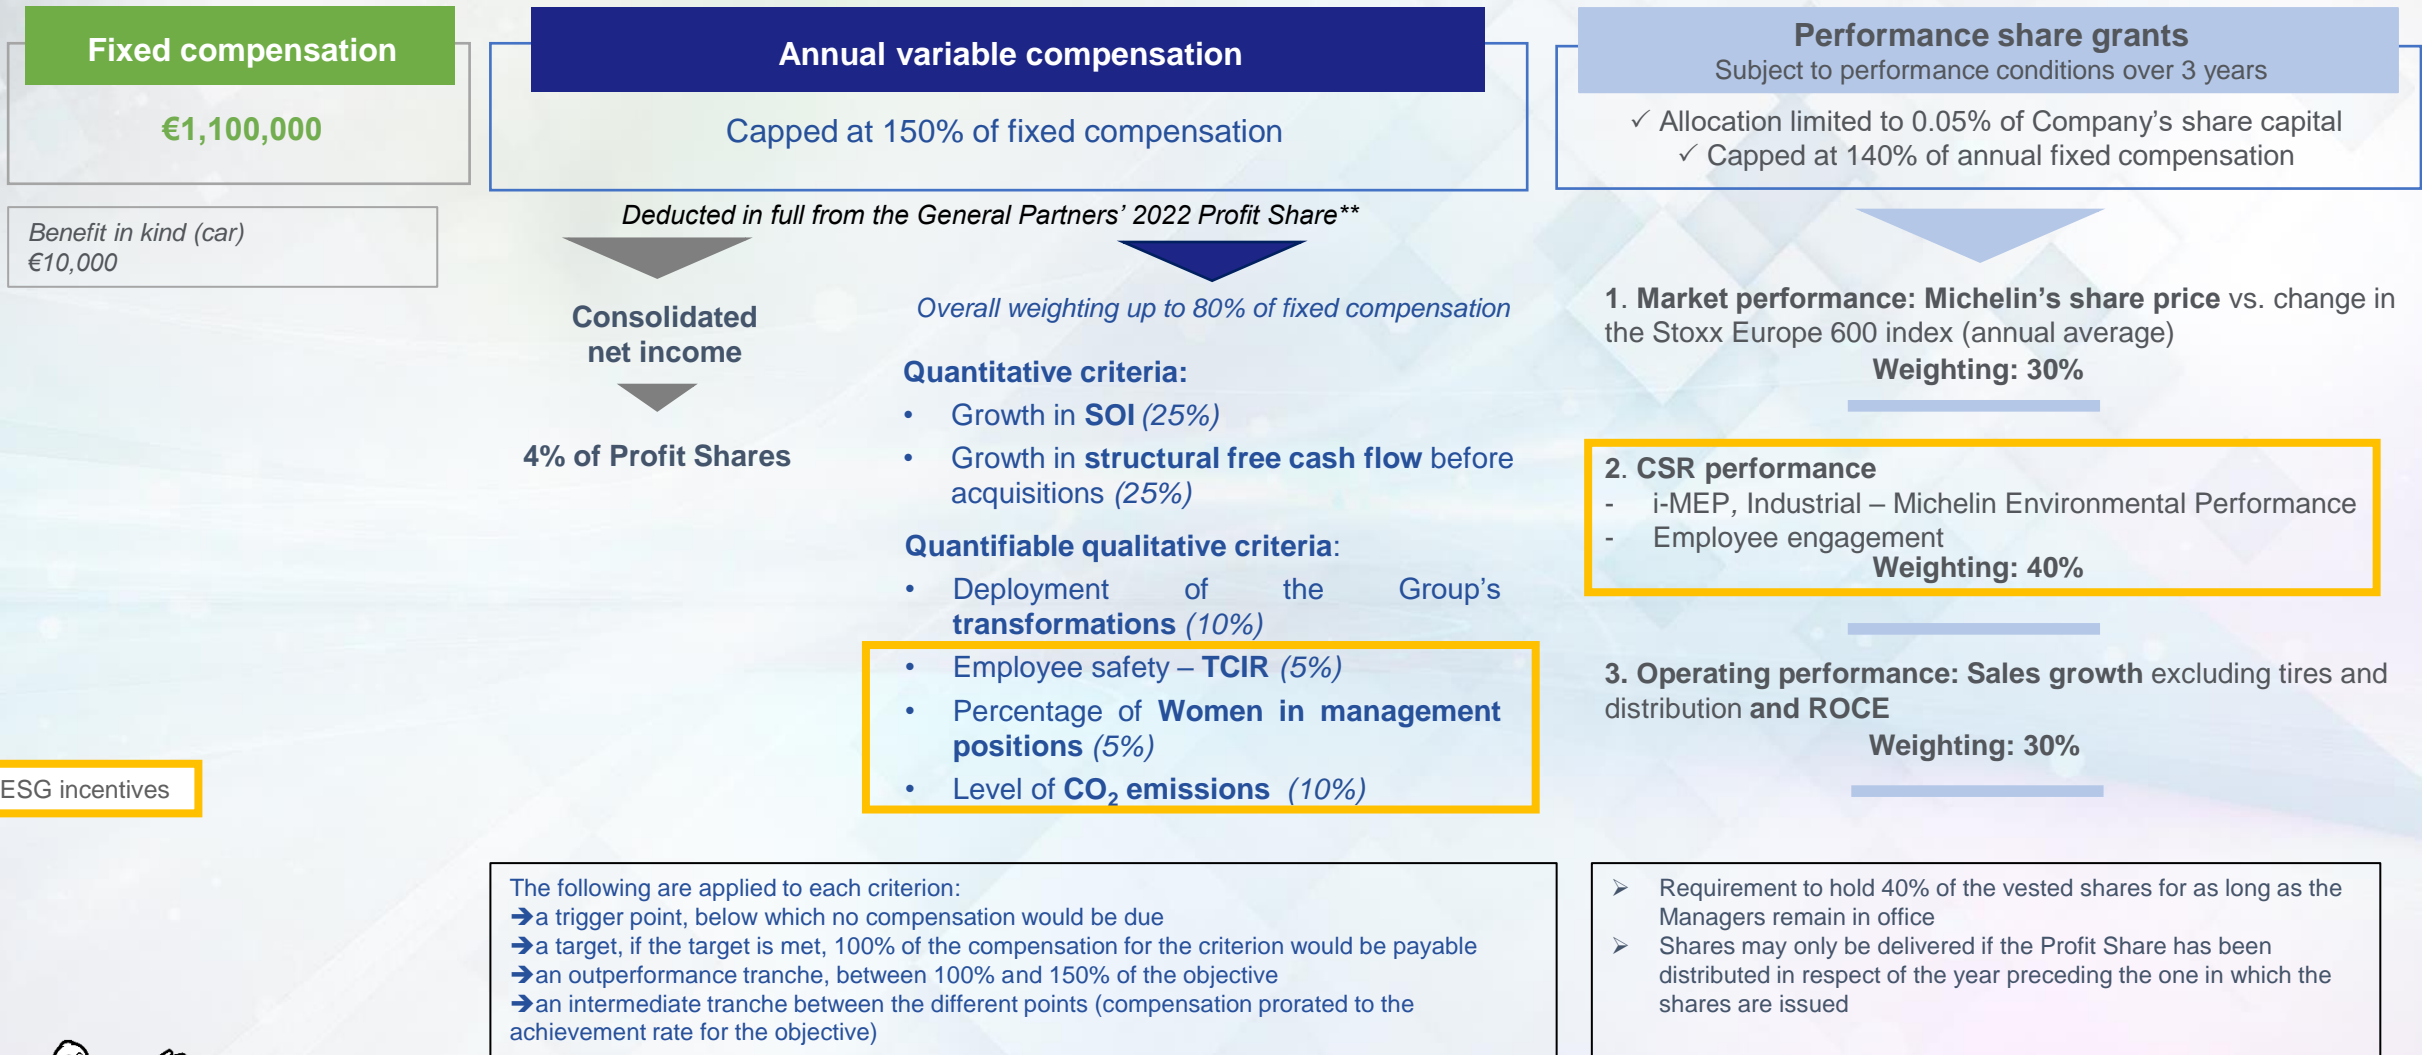 Fixed compensation
€1,100,000
Benefit in kind (car)
€10,000
ESG incentives
Annual variable compensation
Capped at 150% of fixed compensation
Deducted in full from the General Partners’ 2022 Profit Share**
Consolidated
net income
4% of Profit Shares
Overall weighting up to 80% of fixed compensation
Quantitative criteria:
• Growth in SOI (25%)
• Growth in structural free cash flow before
acquisitions (25%)
Quantifiable qualitative criteria:
• Deployment of the Group’s
transformations (10%)
• Employee safety – TCIR (5%)
• Percentage of Women in management
positions (5%)
• Level of CO₂ emissions (10%)
The following are applied to each criterion:
➔a trigger point, below which no compensation would be due
➔a target, if the target is met, 100% of the compensation for the criterion would be payable
➔an outperformance tranche, between 100% and 150% of the objective
➔an intermediate tranche between the different points (compensation prorated to the
achievement rate for the objective)
Performance share grants
Subject to performance conditions over 3 years
✓ Allocation limited to 0.05% of Company’s share capital
✓ Capped at 140% of annual fixed compensation
1. Market performance: Michelin’s share price vs. change in
the Stoxx Europe 600 index (annual average)
Weighting: 30%
2. CSR performance
- i-MEP, Industrial – Michelin Environmental Performance
- Employee engagement
Weighting: 40%
3. Operating performance: Sales growth excluding tires and
distribution and ROCE
Weighting: 30%
➢ Requirement to hold 40% of the vested shares for as long as the
Managers remain in office
➢ Shares may only be delivered if the Profit Share has been
distributed in respect of the year preceding the one in which the
shares are issued